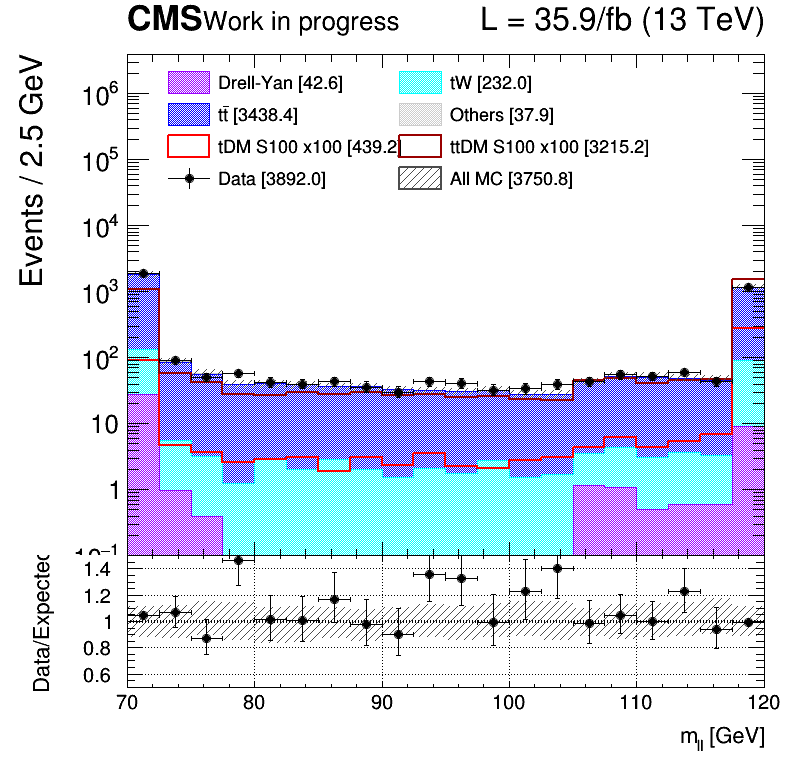 CMS Work in progress L = 35.9/fb (13 TeV)
Events / 2.5 GeV
Drell-Yan [42.6] tW [232.0]
tt̄ [3438.4] Others [37.9]
tDM S100 x100 [439.2] ttDM S100 x100 [3215.2]
Data [3892.0] All MC [3750.8]
10⁶
10⁵
10⁴
10³
10²
10
1
10⁻¹
Data/Expected
1.4
1.2
1
0.8
0.6
70 80 90 100 110 120
m_ll [GeV]